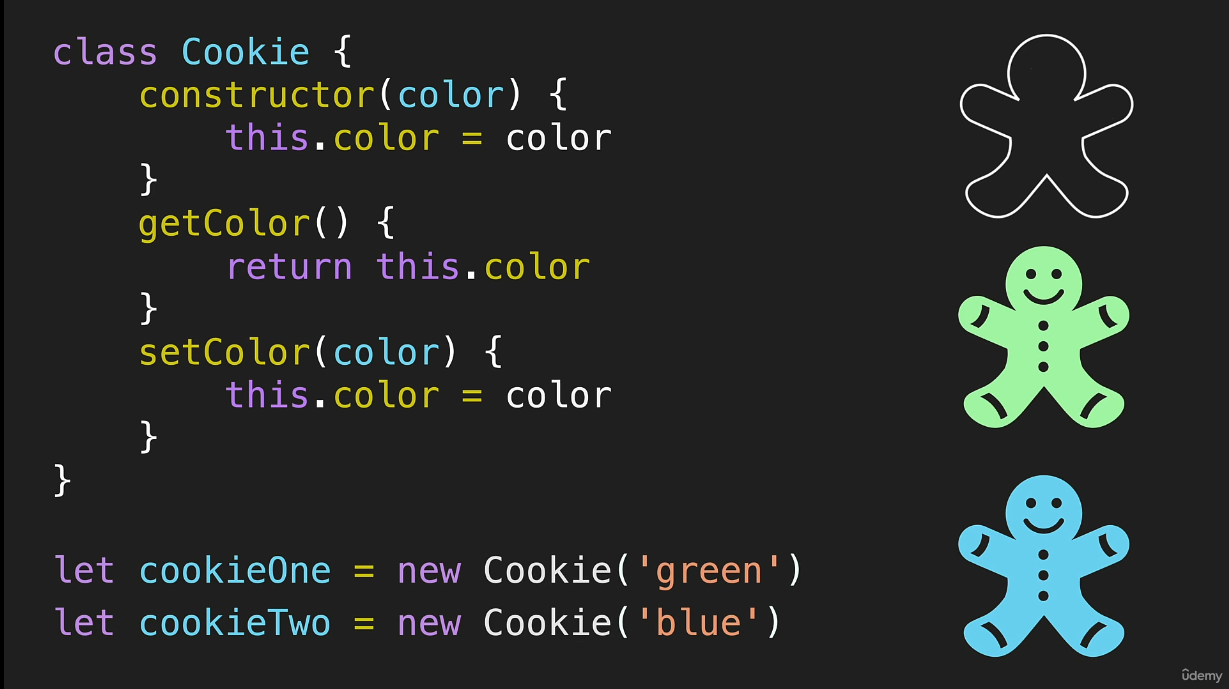 class Cookie {
    constructor(color) {
        this.color = color
    }
    getColor() {
        return this.color
    }
    setColor(color) {
        this.color = color
    }
}
let cookieOne = new Cookie('green')
let cookieTwo = new Cookie('blue')
ûdemy